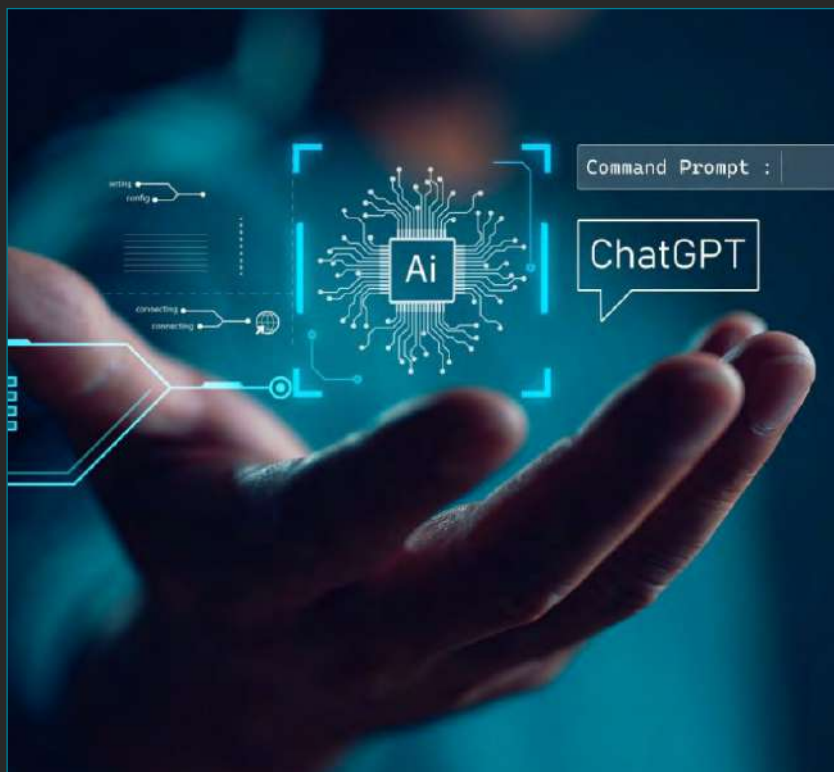 Command Prompt :
Ai
ChatGPT
config
connecting
connecting